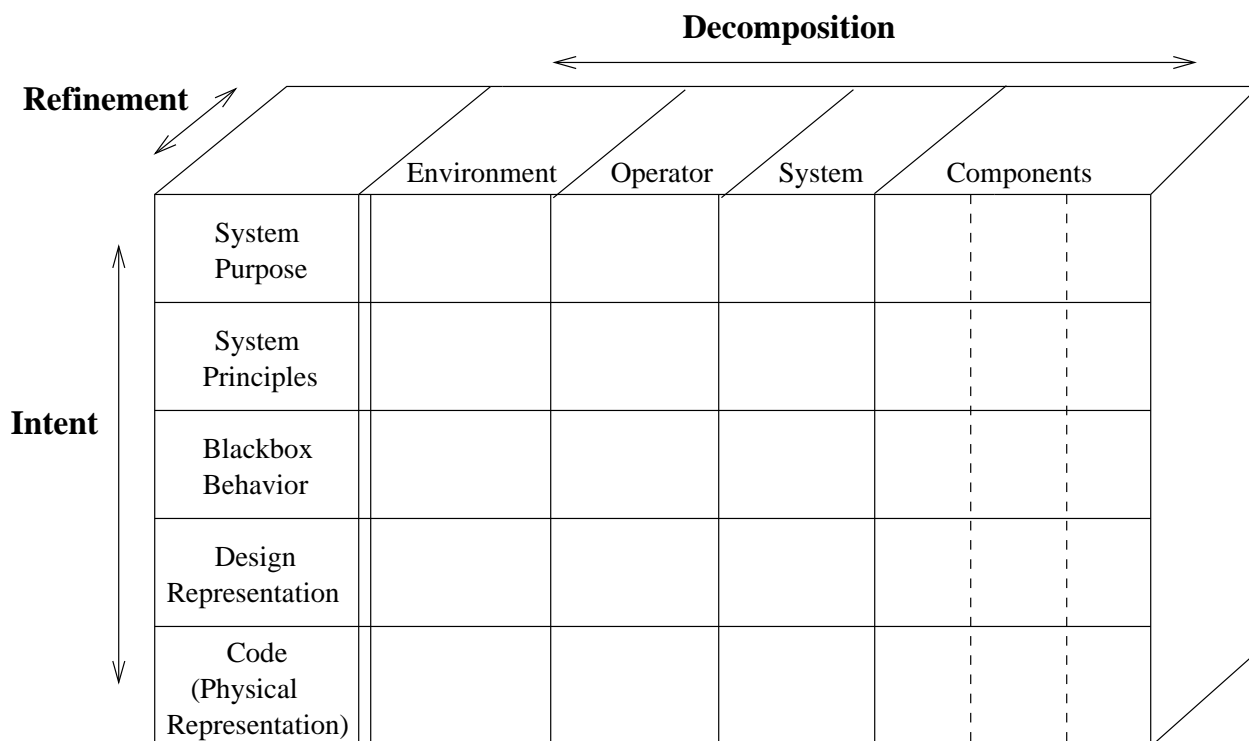 Decomposition
Refinement
Environment Operator System Components
System
Purpose
System
Principles
Intent
Blackbox
Behavior
Design
Representation
Code
(Physical
Representation)